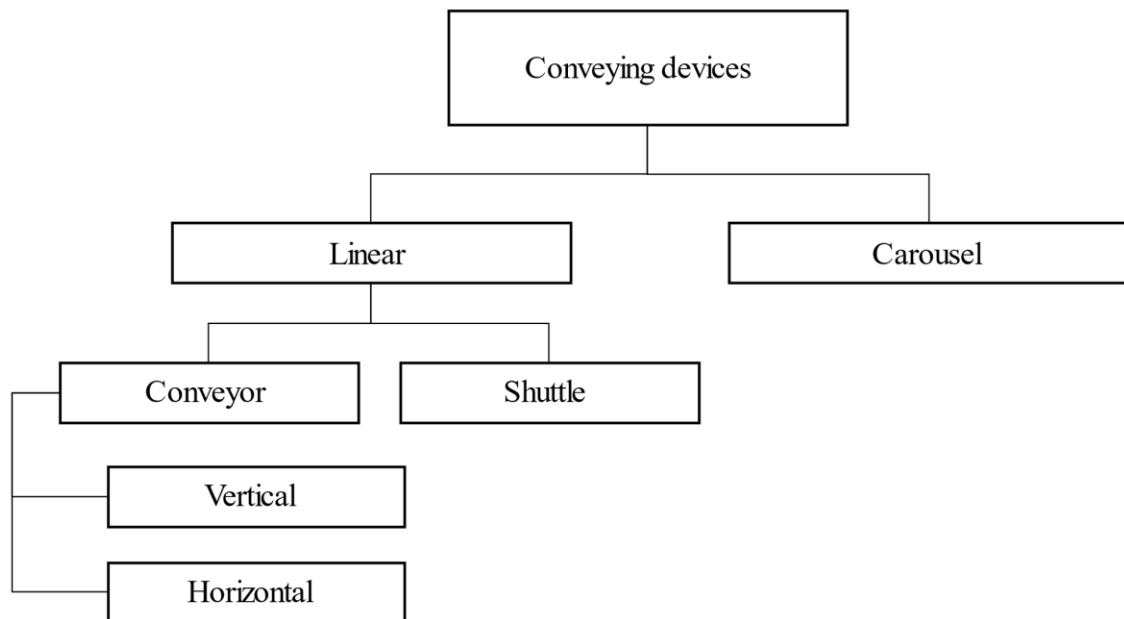 Conveying devices
Linear
Carousel
Conveyor
Shuttle
Vertical
Horizontal